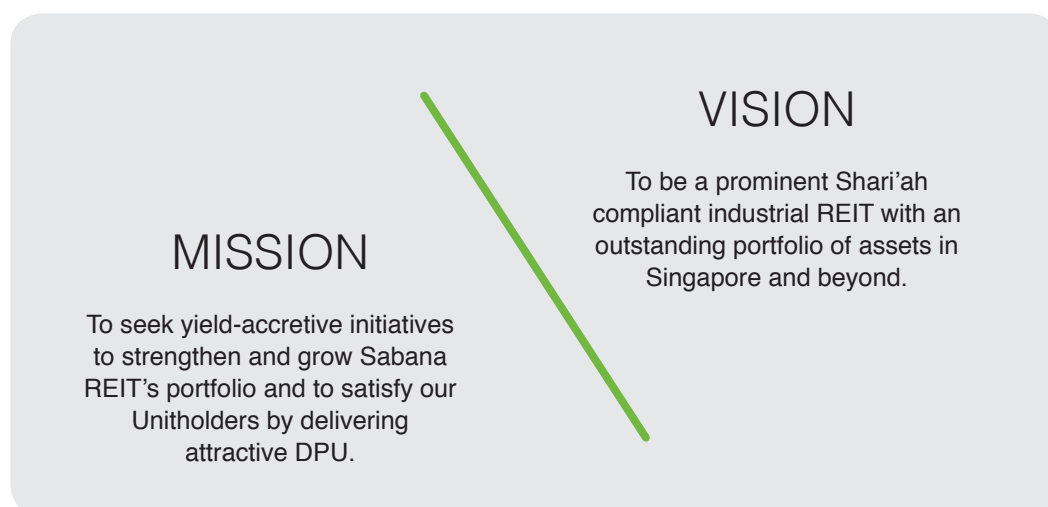 MISSION
To seek yield-accretive initiatives
to strengthen and grow Sabana
REIT’s portfolio and to satisfy our
Unitholders by delivering
attractive DPU.
VISION
To be a prominent Shari’ah
compliant industrial REIT with an
outstanding portfolio of assets in
Singapore and beyond.